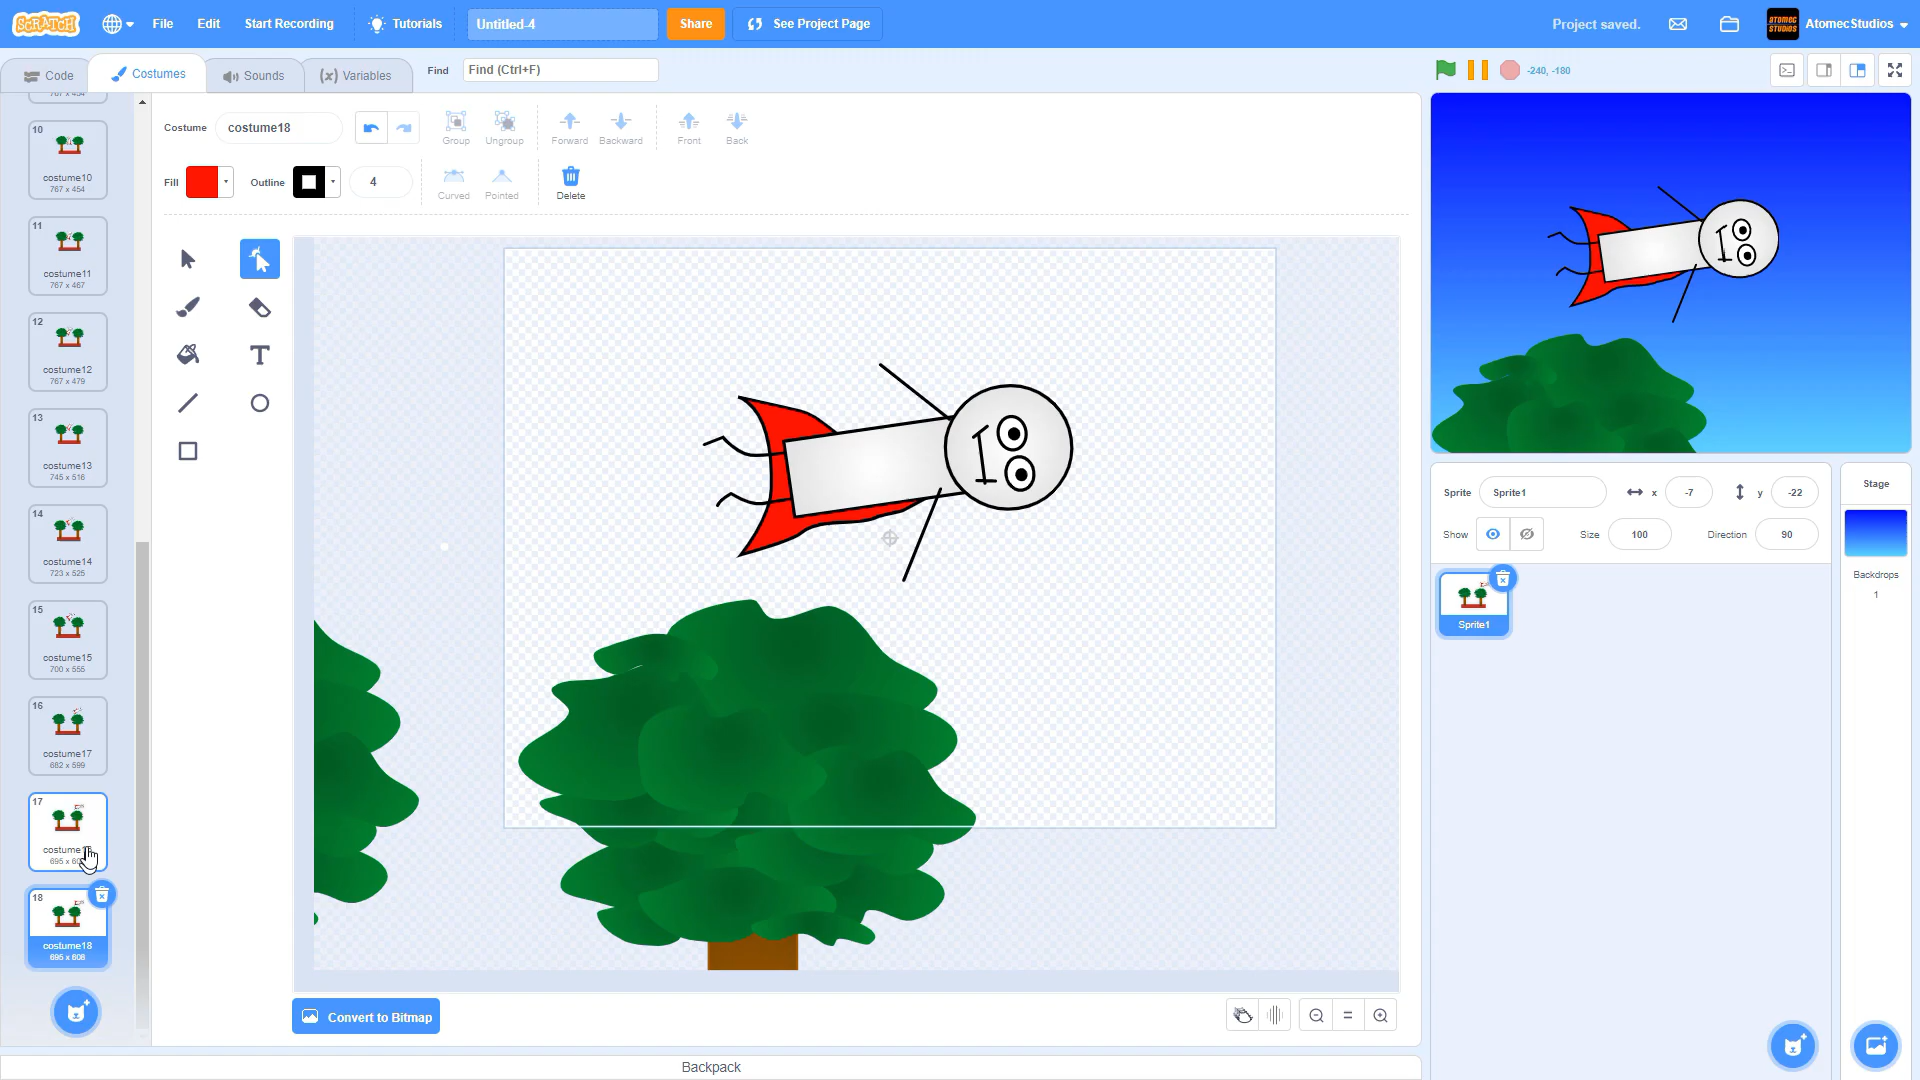 SCRATCH
File
Edit
Start Recording
Tutorials
Untitled-4
Share
See Project Page
Project saved.
ATOMEC STUDIOS
AtomecStudios
Code
Costumes
Sounds
(x) Variables
Find
Find (Ctrl+F)
-240, -180
767 x 454
10
costume10
767 x 454
11
costume11
767 x 467
12
costume12
767 x 479
13
costume13
745 x 516
14
costume14
723 x 525
15
costume15
700 x 555
16
costume17
682 x 599
17
18
costume18
695 x 608
Costume
costume18
Group
Ungroup
Forward
Backward
Front
Back
Fill
Outline
4
Curved
Pointed
Delete
T
Convert to Bitmap
Backpack
Sprite
Sprite1
x
-7
y
-22
Show
Size
100
Direction
90
Sprite1
Stage
Backdrops
1